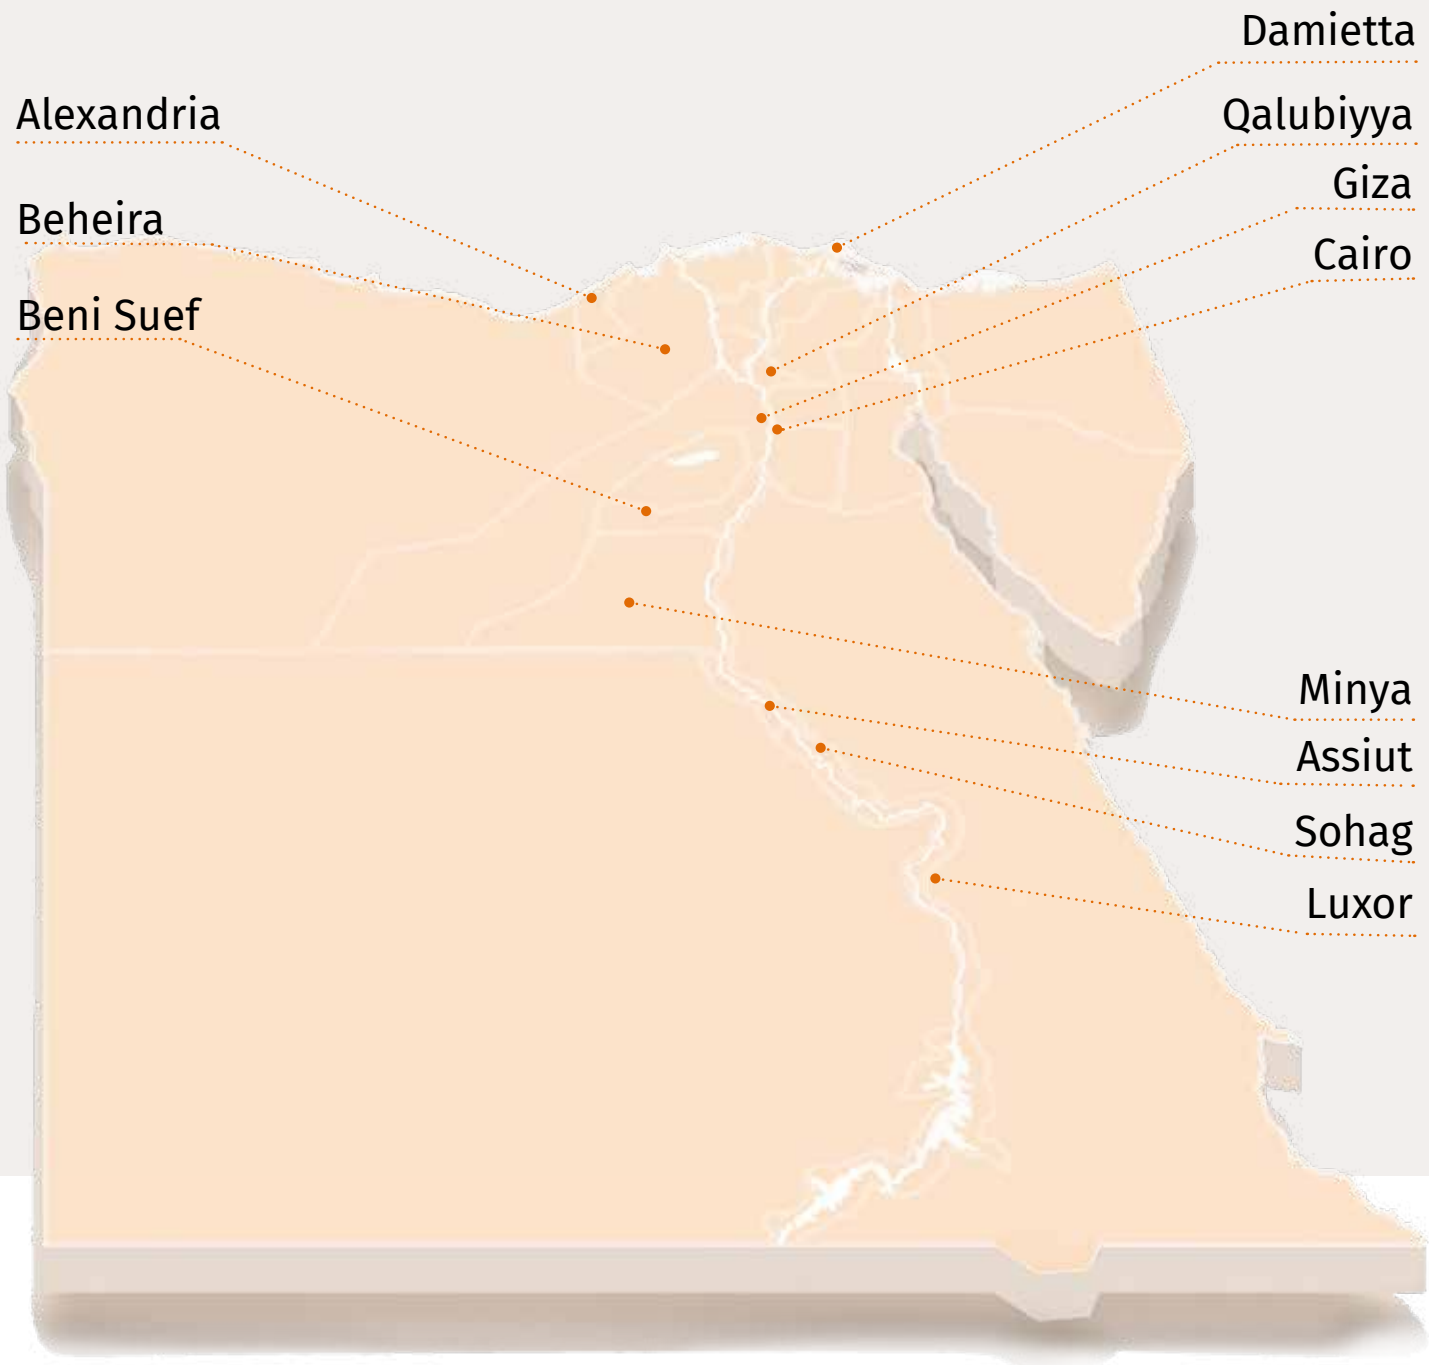 Damietta
Alexandria
Qalubiyya
Giza
Beheira
Cairo
Beni Suef
Minya
Assiut
Sohag
Luxor